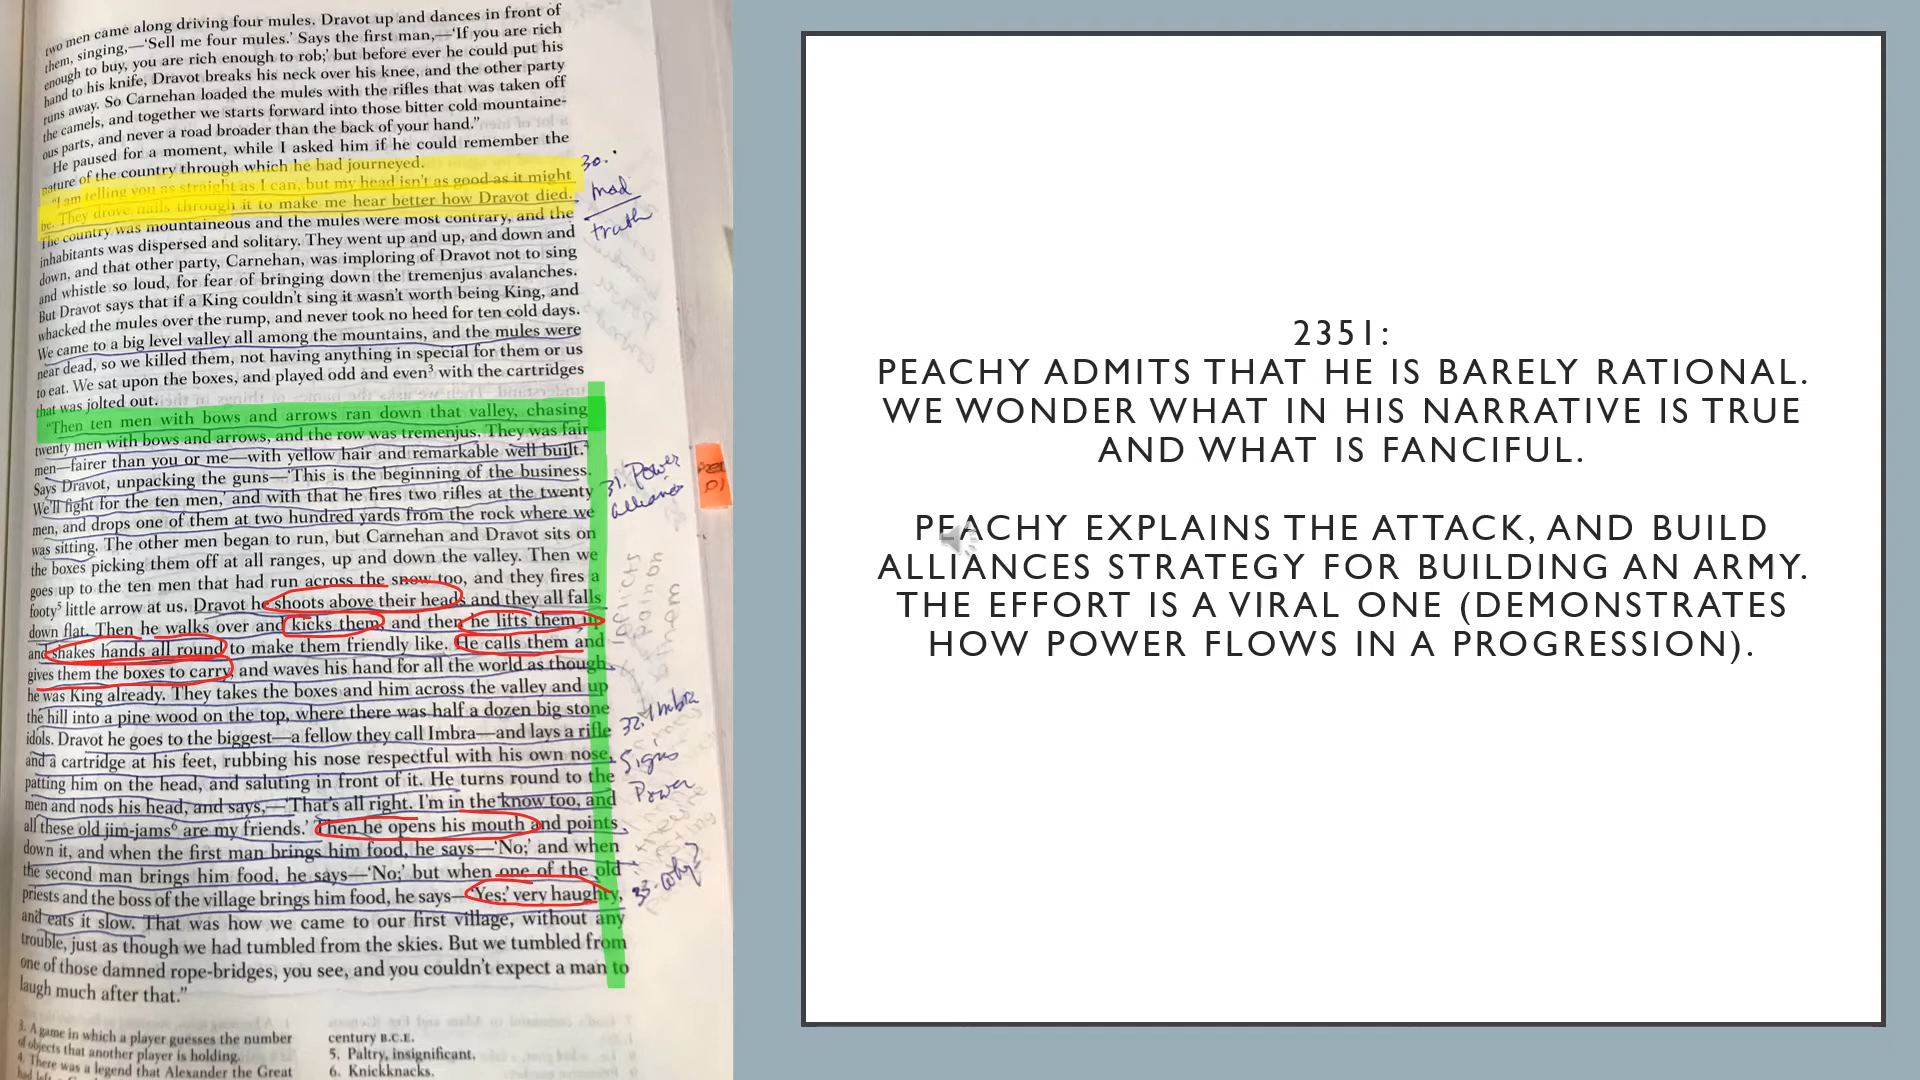 two men came along driving four mules. Dravot up and dances in front of
them, singing,—‘Sell me four mules.’ Says the first man,—‘If you are rich
enough to buy, you are rich enough to rob;’ but before ever he could put his
hand to his knife, Dravot breaks his neck over his knee, and the other party
runs away. So Carnehan loaded the mules with the rifles that was taken off
the camels, and together we starts forward into those bitter cold mountaine-
ous parts, and never a road broader than the back of your hand.”
He paused for a moment, while I asked him if he could remember the
nature of the country through which he had journeyed.
“I am telling you as straight as I can, but my head isn’t as good as it might
be. They drove nails through it to make me hear better how Dravot died.
The country was mountaineous and the mules were most contrary, and the
inhabitants was dispersed and solitary. They went up and up, and down and
down, and that other party, Carnehan, was imploring of Dravot not to sing
and whistle so loud, for fear of bringing down the tremenjus avalanches.
But Dravot says that if a King couldn’t sing it wasn’t worth being King, and
whacked the mules over the rump, and never took no heed for ten cold days.
We came to a big level valley all among the mountains, and the mules were
near dead, so we killed them, not having anything in special for them or us
to eat. We sat upon the boxes, and played odd and even3 with the cartridges
that was jolted out.
“Then ten men with bows and arrows ran down that valley, chasing
twenty men with bows and arrows, and the row was tremenjus. They was fair
men—fairer than you or me—with yellow hair and remarkable well built.4
Says Dravot, unpacking the guns—‘This is the beginning of the business.
We’ll fight for the ten men,’ and with that he fires two rifles at the twenty
men, and drops one of them at two hundred yards from the rock where we
was sitting. The other men began to run, but Carnehan and Dravot sits on
the boxes picking them off at all ranges, up and down the valley. Then we
goes up to the ten men that had run across the snow too, and they fires a
footy5 little arrow at us. Dravot he shoots above their heads and they all falls
down flat. Then he walks over and kicks them, and then he lifts them up
and shakes hands all round to make them friendly like. He calls them and
gives them the boxes to carry, and waves his hand for all the world as though
he was King already. They takes the boxes and him across the valley and up
the hill into a pine wood on the top, where there was half a dozen big stone
idols. Dravot he goes to the biggest—a fellow they call Imbra—and lays a rifle
and a cartridge at his feet, rubbing his nose respectful with his own nose,
patting him on the head, and saluting in front of it. He turns round to the
men and nods his head, and says,—‘That’s all right. I’m in the know too, and
all these old jim-jams6 are my friends.’ Then he opens his mouth and points
down it, and when the first man brings him food, he says—‘No;’ and when
the second man brings him food, he says—‘No;’ but when one of the old
priests and the boss of the village brings him food, he says—‘Yes;’ very haughty,
and eats it slow. That was how we came to our first village, without any
trouble, just as though we had tumbled from the skies. But we tumbled from
one of those damned rope-bridges, you see, and you couldn’t expect a man to
laugh much after that.”
3. A game in which a player guesses the number
of objects that another player is holding.
4. There was a legend that Alexander the Great
century B.C.E.
5. Paltry, insignificant.
6. Knickknacks.
30.
mad
truth
31. Power
alliance
32. Imbra
Signs
Power
33. why?
2351:
PEACHY ADMITS THAT HE IS BARELY RATIONAL.
WE WONDER WHAT IN HIS NARRATIVE IS TRUE
AND WHAT IS FANCIFUL.
PEACHY EXPLAINS THE ATTACK, AND BUILD
ALLIANCES STRATEGY FOR BUILDING AN ARMY.
THE EFFORT IS A VIRAL ONE (DEMONSTRATES
HOW POWER FLOWS IN A PROGRESSION).